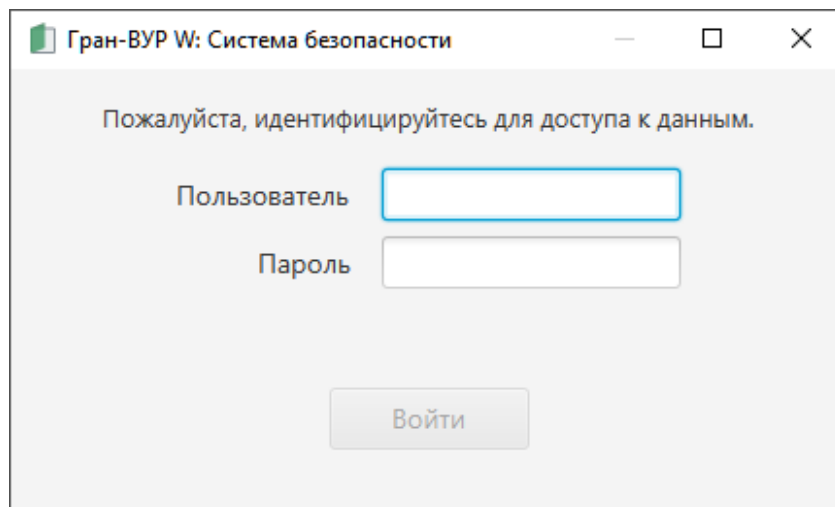 Гран-ВУР W: Система безопасности
Пожалуйста, идентифицируйтесь для доступа к данным.
Пользователь
Пароль
Войти